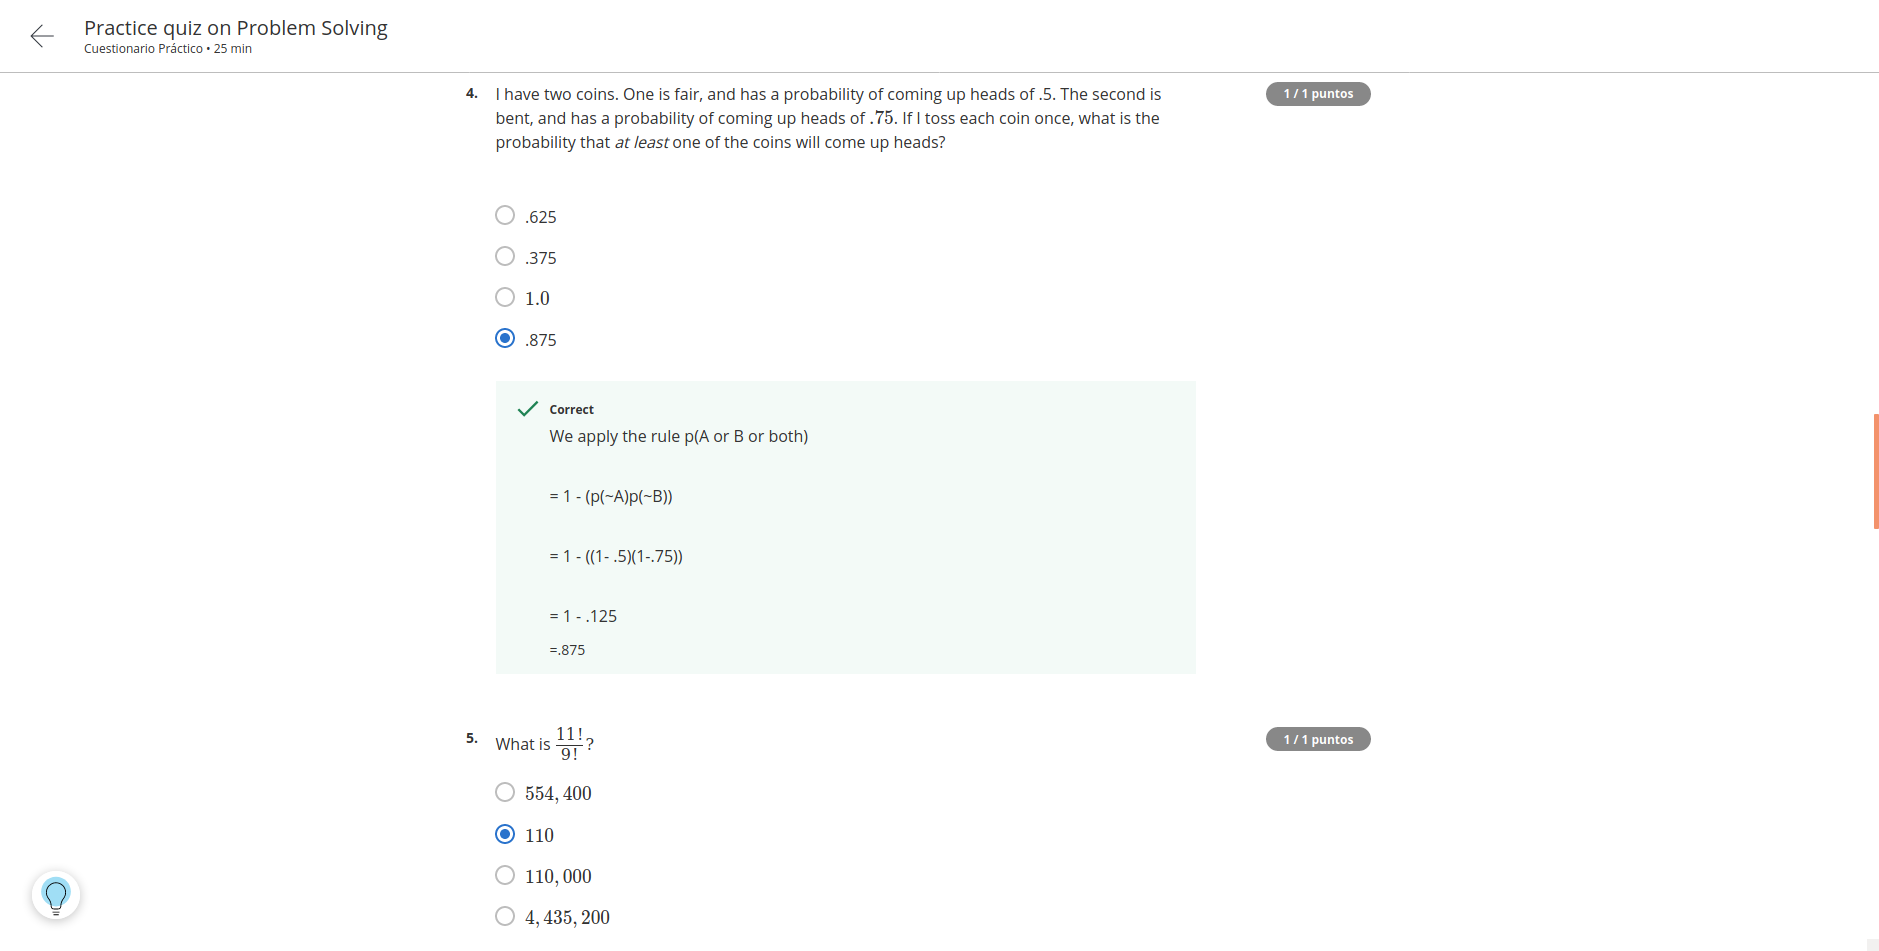 Practice quiz on Problem Solving
Cuestionario Práctico • 25 min
4. I have two coins. One is fair, and has a probability of coming up heads of .5. The second is
bent, and has a probability of coming up heads of .75. If I toss each coin once, what is the
probability that at least one of the coins will come up heads?
1 / 1 puntos
.625
.375
1.0
.875
Correct
We apply the rule p(A or B or both)
= 1 - (p(~A)p(~B))
= 1 - ((1- .5)(1-.75))
= 1 - .125
=.875
5. What is 11!/9!?
1 / 1 puntos
554, 400
110
110, 000
4, 435, 200